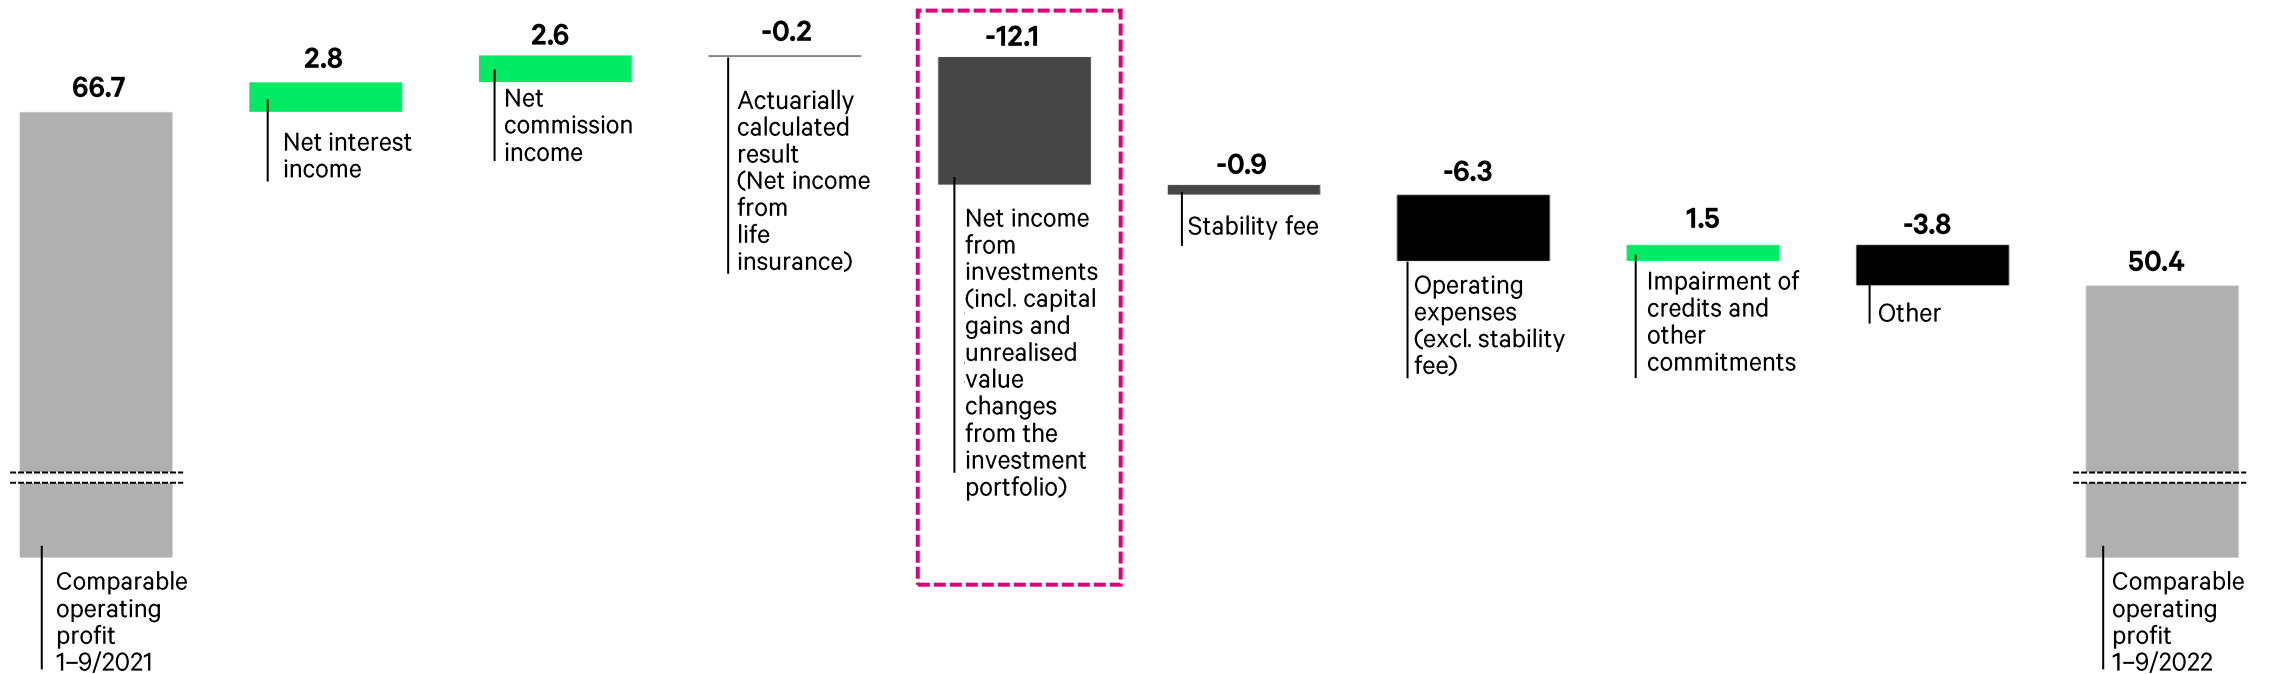 66.7
Comparable
operating
profit
1–9/2021
2.8
Net interest
income
2.6
Net
commission
income
-0.2
Actuarially
calculated
result
(Net income
from
life
insurance)
-12.1
Net income
from
investments
(incl. capital
gains and
unrealised
value
changes
from the
investment
portfolio)
-0.9
Stability fee
-6.3
Operating
expenses
(excl. stability
fee)
1.5
Impairment of
credits and
other
commitments
-3.8
Other
50.4
Comparable
operating
profit
1–9/2022